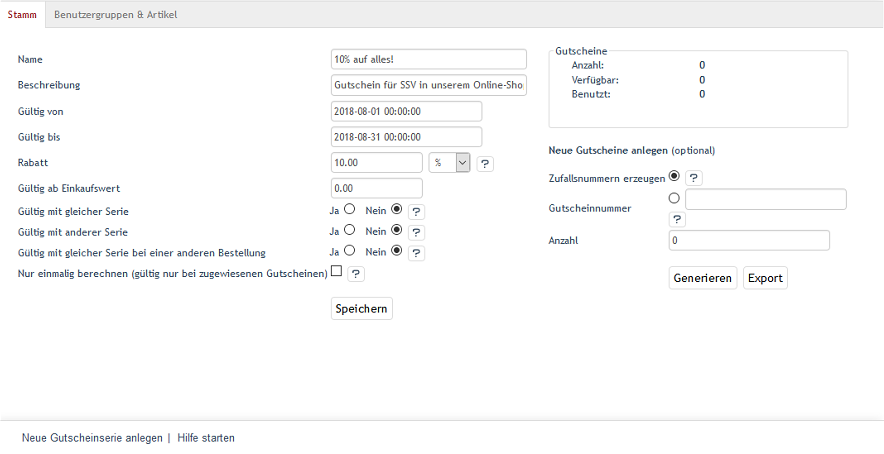 Stamm Benutzergruppen & Artikel
Name 10% auf alles!
Beschreibung Gutschein für SSV in unserem Online-Sho
Gültig von 2018-08-01 00:00:00
Gültig bis 2018-08-31 00:00:00
Rabatt 10.00 % ?
Gültig ab Einkaufswert 0.00
Gültig mit gleicher Serie Ja Nein ?
Gültig mit anderer Serie Ja Nein ?
Gültig mit gleicher Serie bei einer anderen Bestellung Ja Nein ?
Nur einmalig berechnen (gültig nur bei zugewiesenen Gutscheinen) ?
Speichern
Gutscheine
Anzahl: 0
Verfügbar: 0
Benutzt: 0
Neue Gutscheine anlegen (optional)
Zufallsnummern erzeugen ?
Gutscheinnummer
?
Anzahl 0
Generieren Export
Neue Gutscheinserie anlegen | Hilfe starten